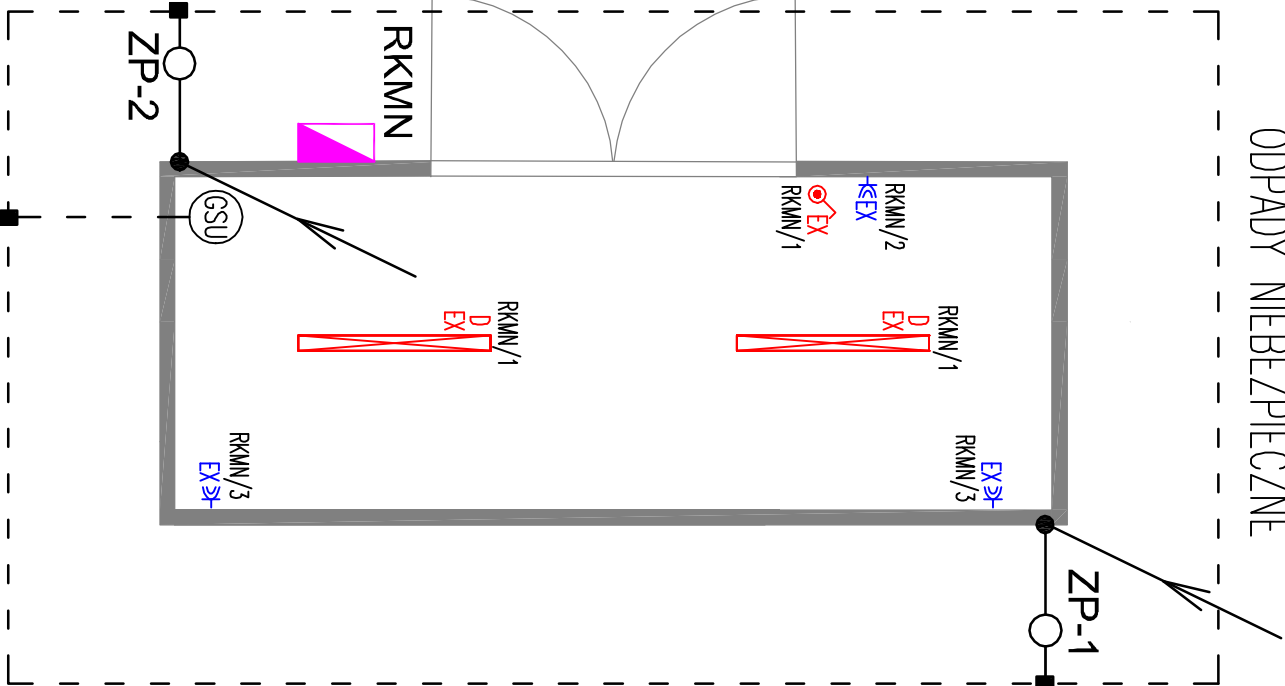 ODPADY NIEBEZPIECZNE
ZP-2
RKMN
GSU
RKMN/1
EX
EX
RKMN/2
EX
D
RKMN/1
EX
D
RKMN/1
EX
RKMN/3
RKMN/3
EX
ZP-1